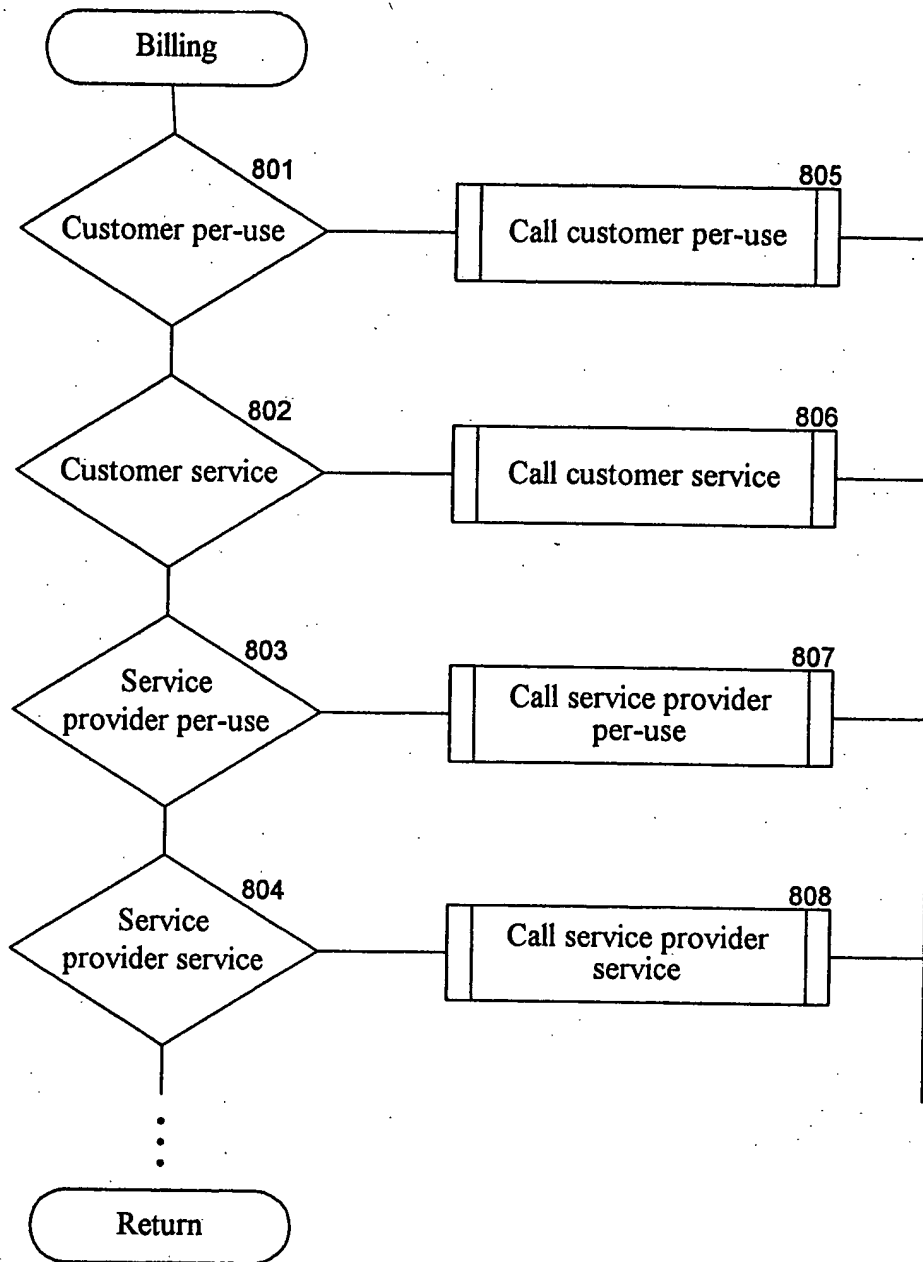 Billing
801
Customer per-use
805
Call customer per-use
802
Customer service
806
Call customer service
803
Service
provider per-use
807
Call service provider
per-use
804
Service
provider service
808
Call service provider
service
Return